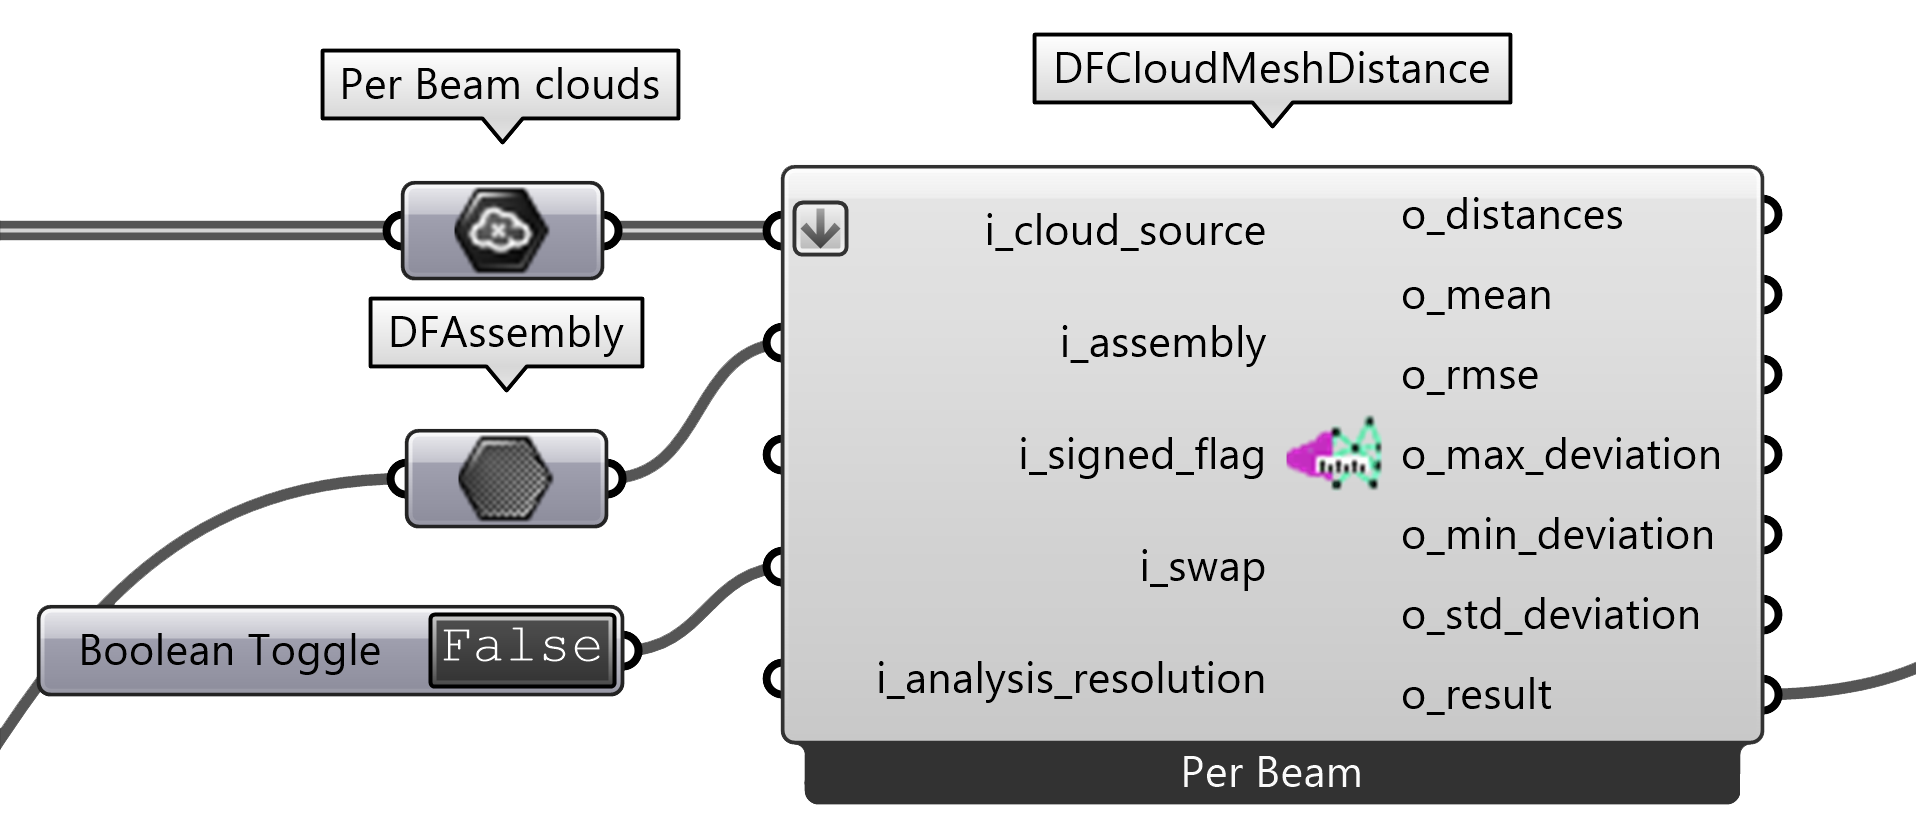 Per Beam clouds
DFCloudMeshDistance
DFAssembly
Boolean Toggle
False
i_cloud_source
i_assembly
i_signed_flag
i_swap
i_analysis_resolution
o_distances
o_mean
o_rmse
o_max_deviation
o_min_deviation
o_std_deviation
o_result
Per Beam